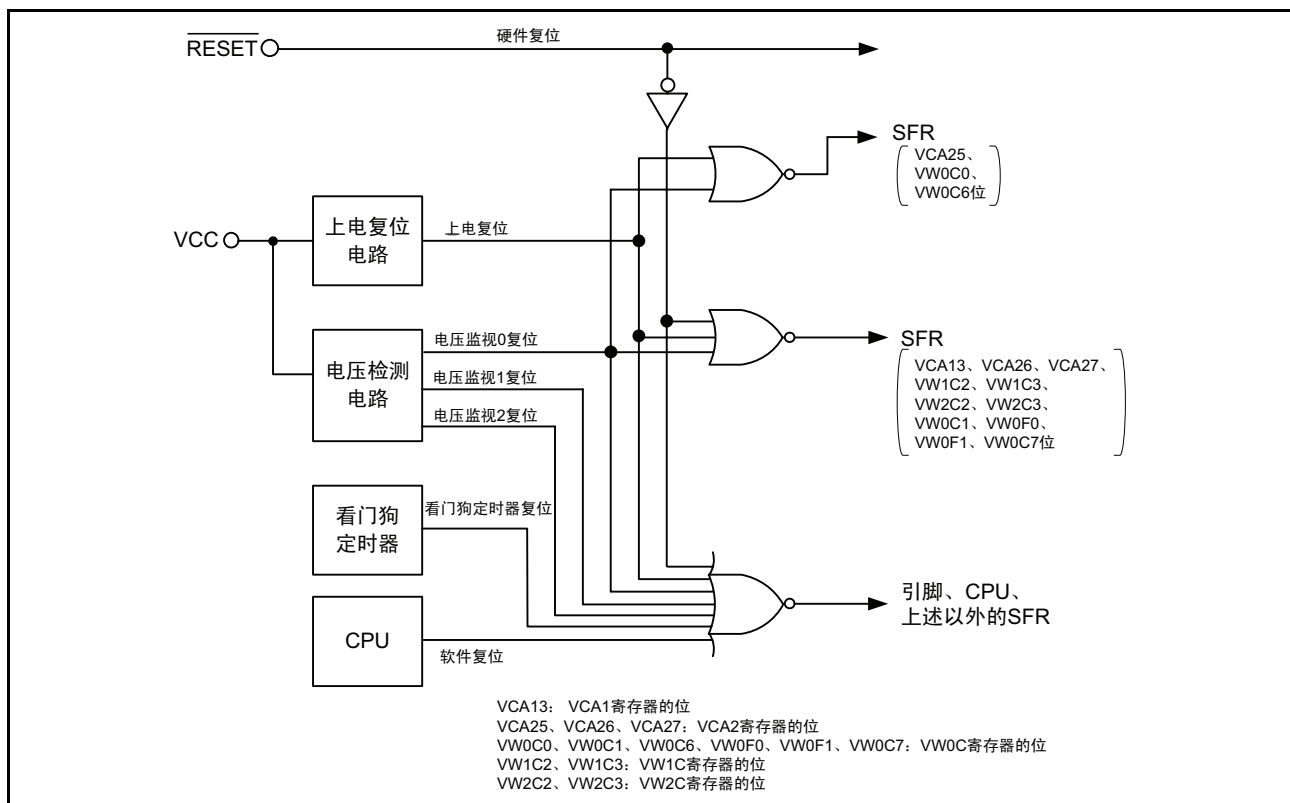 RESET
硬件复位
SFR
VCA25、
VW0C0、
VW0C6位
上电复位
电路
上电复位
VCC
电压监视0复位
SFR
电压检测
电路
电压监视1复位
电压监视2复位
VCA13、VCA26、VCA27、
VW1C2、VW1C3、
VW2C2、VW2C3、
VW0C1、VW0F0、
VW0F1、VW0C7位
看门狗
定时器
看门狗定时器复位
引脚、CPU、
上述以外的SFR
CPU
软件复位
VCA13：VCA1寄存器的位
VCA25、VCA26、VCA27：VCA2寄存器的位
VW0C0、VW0C1、VW0C6、VW0F0、VW0F1、VW0C7：VW0C寄存器的位
VW1C2、VW1C3：VW1C寄存器的位
VW2C2、VW2C3：VW2C寄存器的位